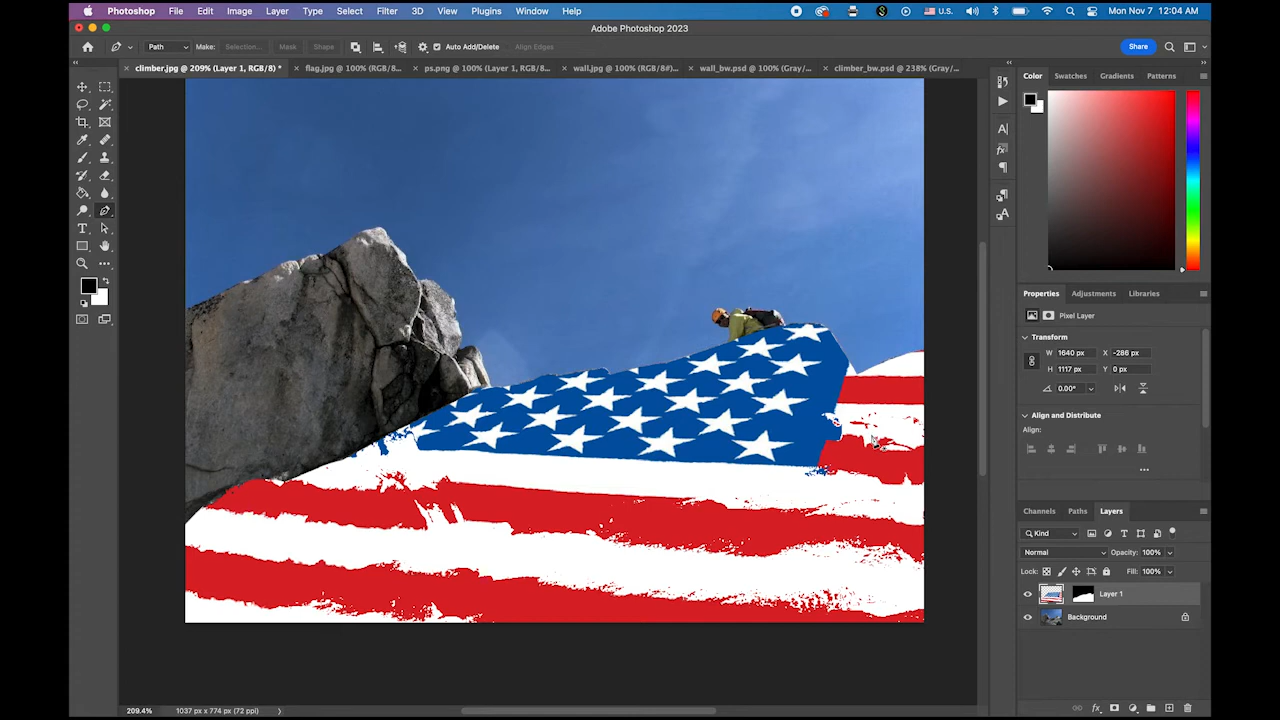 Photoshop File Edit Image Layer Type Select Filter 3D View Plugins Window Help U.S. Mon Nov 7 12:04 AM
Adobe Photoshop 2023
Path Make: Selection... Mask Shape Auto Add/Delete Align Edges Share
climber.jpg @ 209% (Layer 1, RGB/8) * flag.jpg @ 100% (RGB/8... ps.png @ 100% (Layer 1, RGB/8... wall.jpg @ 100% (RGB/8#)... wall_bw.psd @ 100% (Gray/... climber_bw.psd @ 238% (Gray/...
Color Swatches Gradients Patterns
Properties Adjustments Libraries
Pixel Layer
Transform
W 1640 px X -286 px
H 1117 px Y 0 px
0.00°
Align and Distribute
Align:
Channels Paths Layers
Kind
Normal Opacity: 100%
Lock: Fill: 100%
Layer 1
Background
209.4% 1037 px x 774 px (72 ppi)